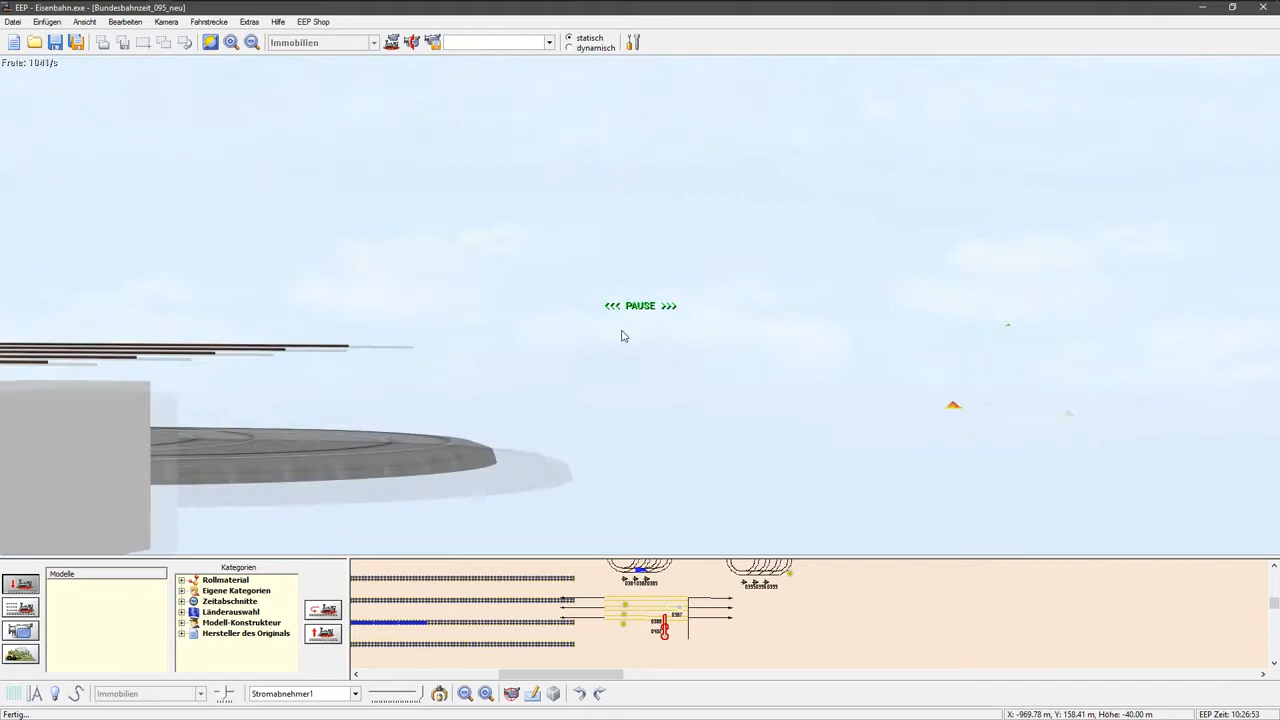 EEP - Eisenbahn.exe - [Bundesbahnzeit_095_neu]
Datei Einfügen Ansicht Bearbeiten Kamera Fahrstrecke Extras Hilfe EEP Shop
Immobilien
statisch
dynamisch
<<< PAUSE >>>
Modelle
Kategorien
Rollmaterial
Eigene Kategorien
Zeitabschnitte
Länderauswahl
Modell-Konstrukteur
Hersteller des Originals
Immobilien
Stromabnehmer1
Fertig...
X: -969.78 m, Y: 158.41 m, Höhe: -40.00 m
EEP Zeit: 10:26:53